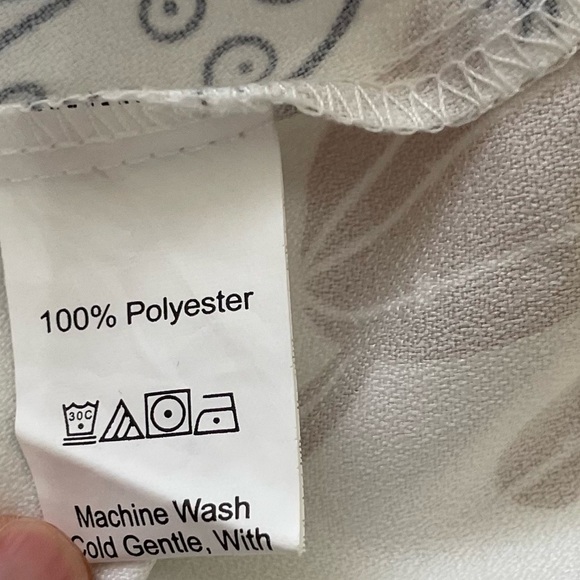 100% Polyester
30C
Machine Wash
Cold Gentle, With